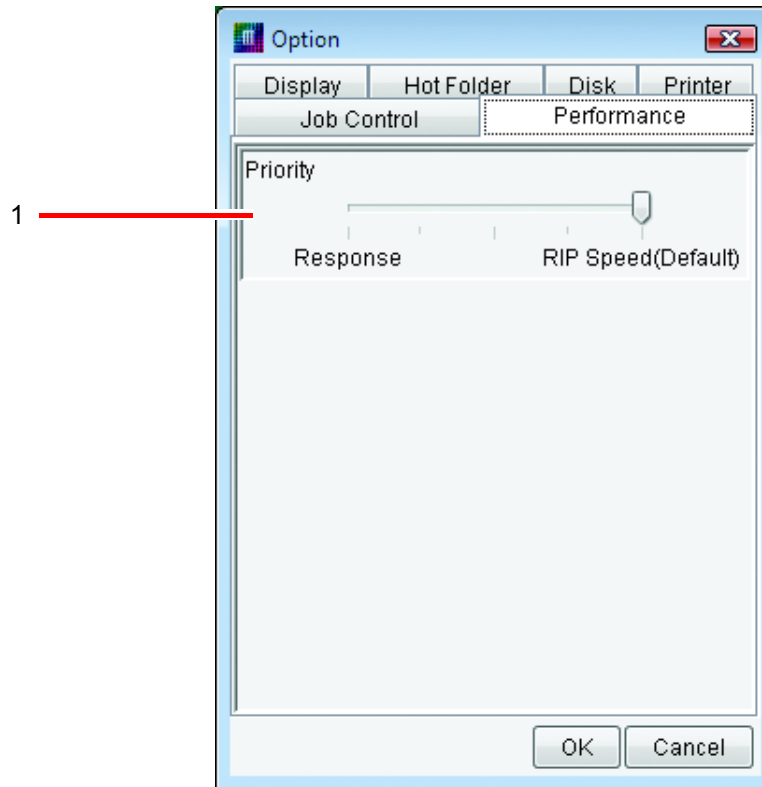 Option
Display Hot Folder Disk Printer
Job Control Performance
Priority
1
Response RIP Speed(Default)
OK Cancel